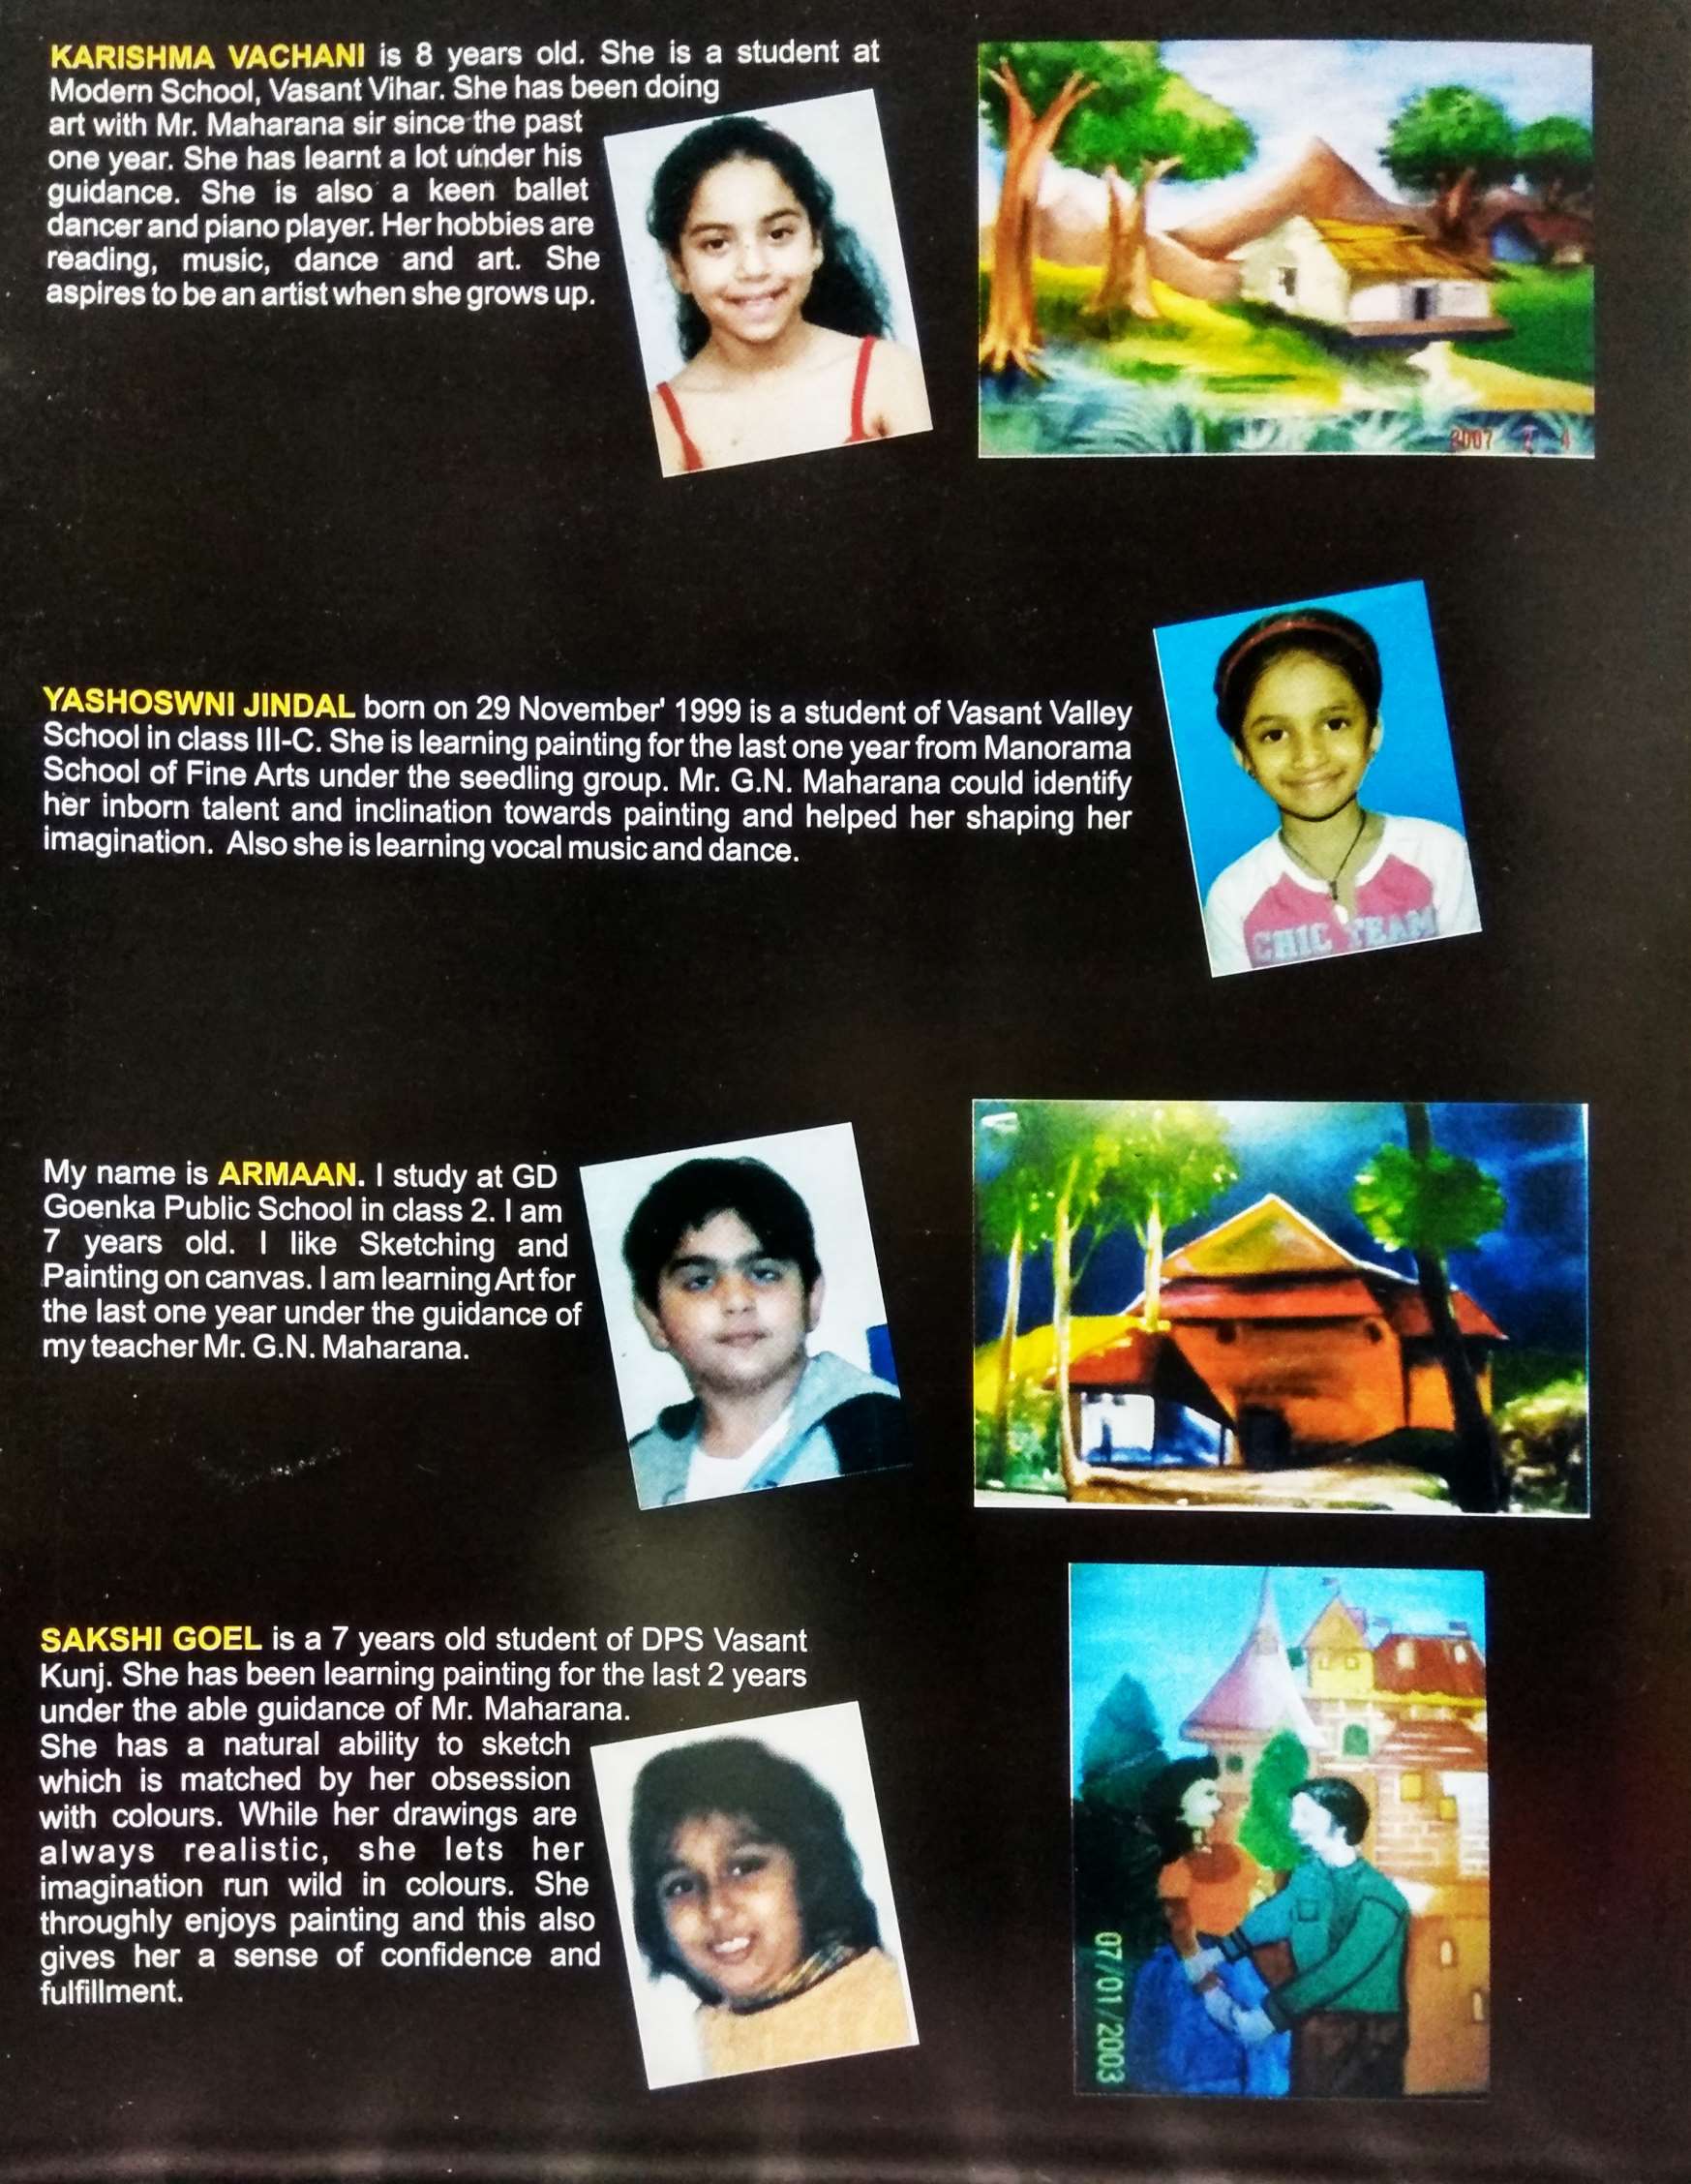 KARISHMA VACHANI is 8 years old. She is a student at
Modern School, Vasant Vihar. She has been doing
art with Mr. Maharana sir since the past
one year. She has learnt a lot under his
guidance. She is also a keen ballet
dancer and piano player. Her hobbies are
reading, music, dance and art. She
aspires to be an artist when she grows up.
2007 2 4
YASHOSWNI JINDAL born on 29 November' 1999 is a student of Vasant Valley
School in class III-C. She is learning painting for the last one year from Manorama
School of Fine Arts under the seedling group. Mr. G.N. Maharana could identify
her inborn talent and inclination towards painting and helped her shaping her
imagination. Also she is learning vocal music and dance.
CHIC TEAM
My name is ARMAAN. I study at GD
Goenka Public School in class 2. I am
7 years old. I like Sketching and
Painting on canvas. I am learning Art for
the last one year under the guidance of
my teacher Mr. G.N. Maharana.
SAKSHI GOEL is a 7 years old student of DPS Vasant
Kunj. She has been learning painting for the last 2 years
under the able guidance of Mr. Maharana.
She has a natural ability to sketch
which is matched by her obsession
with colours. While her drawings are
always realistic, she lets her
imagination run wild in colours. She
throughly enjoys painting and this also
gives her a sense of confidence and
fulfillment.
07/01/2003